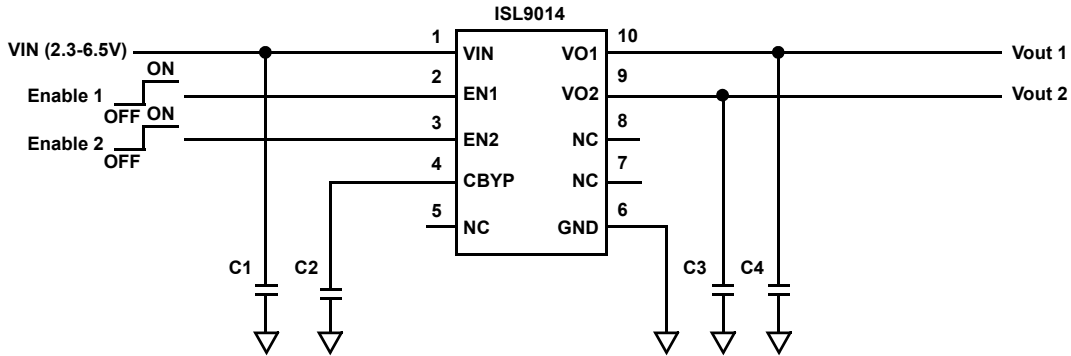 ISL9014
VIN (2.3-6.5V)
1
VIN
VO1
10
Vout 1
ON
Enable 1
OFF
2
EN1
VO2
9
Vout 2
ON
Enable 2
OFF
3
EN2
NC
8
4
CBYP
NC
7
5
NC
GND
6
C1
C2
C3
C4